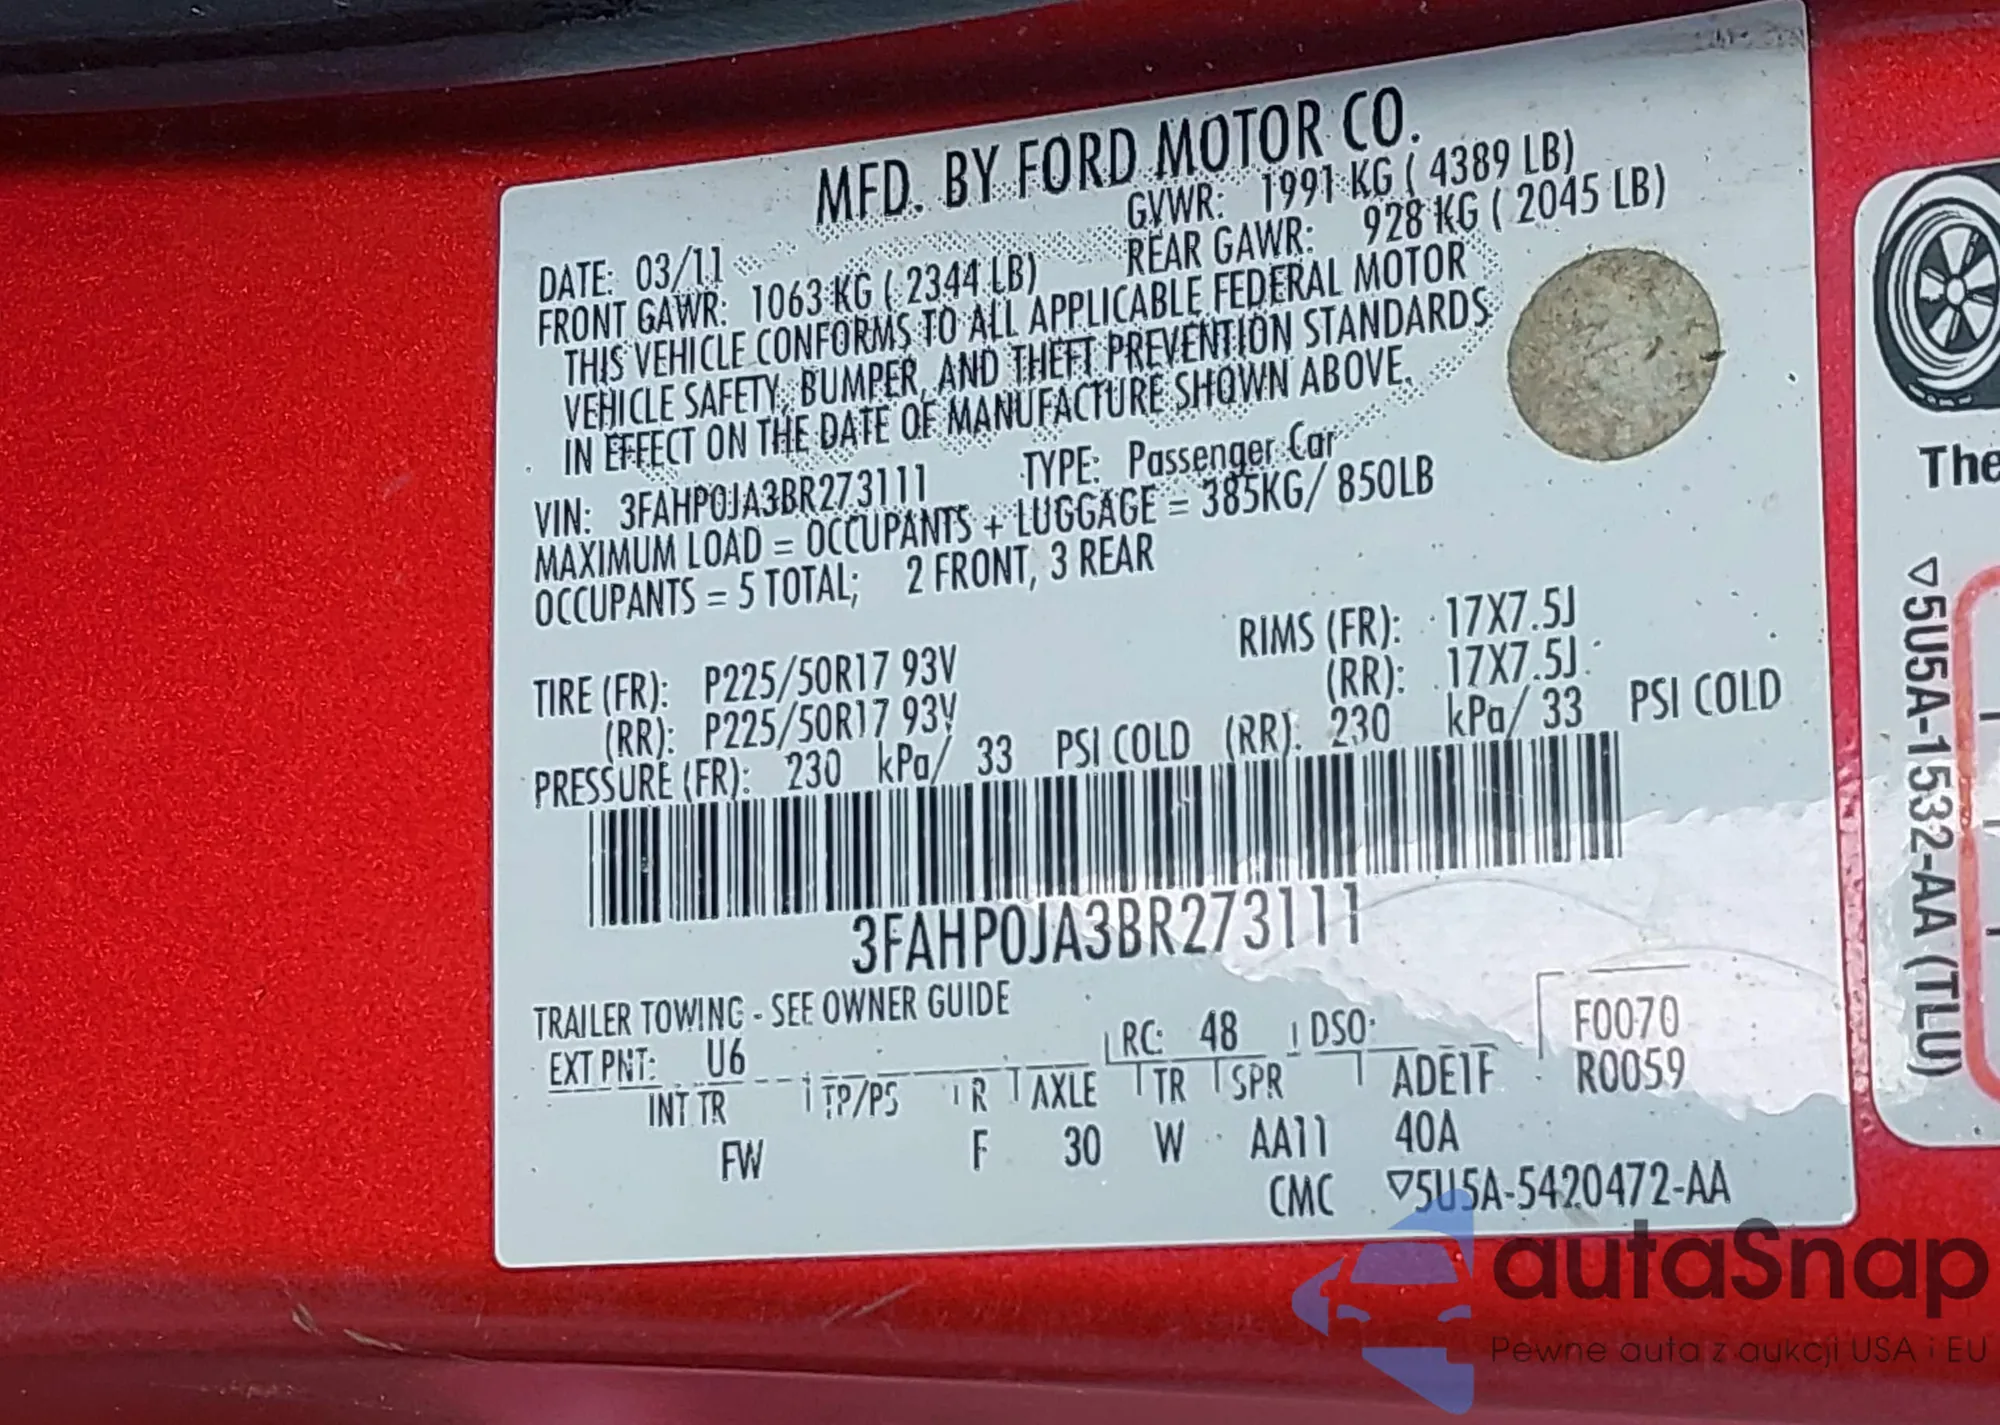 MFD. BY FORD MOTOR CO.
DATE: 03/11 GVWR: 1991 KG ( 4389 LB)
FRONT GAWR: 1063 KG ( 2344 LB) REAR GAWR: 928 KG ( 2045 LB)
THIS VEHICLE CONFORMS TO ALL APPLICABLE FEDERAL MOTOR
VEHICLE SAFETY, BUMPER, AND THEFT PREVENTION STANDARDS
IN EFFECT ON THE DATE OF MANUFACTURE SHOWN ABOVE.
VIN: 3FAHP0JA3BR273111 TYPE: Passenger Car
MAXIMUM LOAD = OCCUPANTS + LUGGAGE = 385KG/ 850LB
OCCUPANTS = 5 TOTAL; 2 FRONT, 3 REAR
TIRE (FR): P225/50R17 93V RIMS (FR): 17X7.5J
(RR): P225/50R17 93V (RR): 17X7.5J
PRESSURE (FR): 230 kPa/ 33 PSI COLD (RR): 230 kPa/ 33 PSI COLD
3FAHP0JA3BR273111
TRAILER TOWING - SEE OWNER GUIDE
EXT PNT: U6 RC: 48 DSO: F0070
INT TR TP/PS R AXLE TR SPR ADE1F R0059
FW F 30 W AA11 40A
CMC ▽5U5A-5420472-AA
The
▽5U5A-1532-AA (TLU)
autaSnap
Pewne auta z aukcji USA i EU